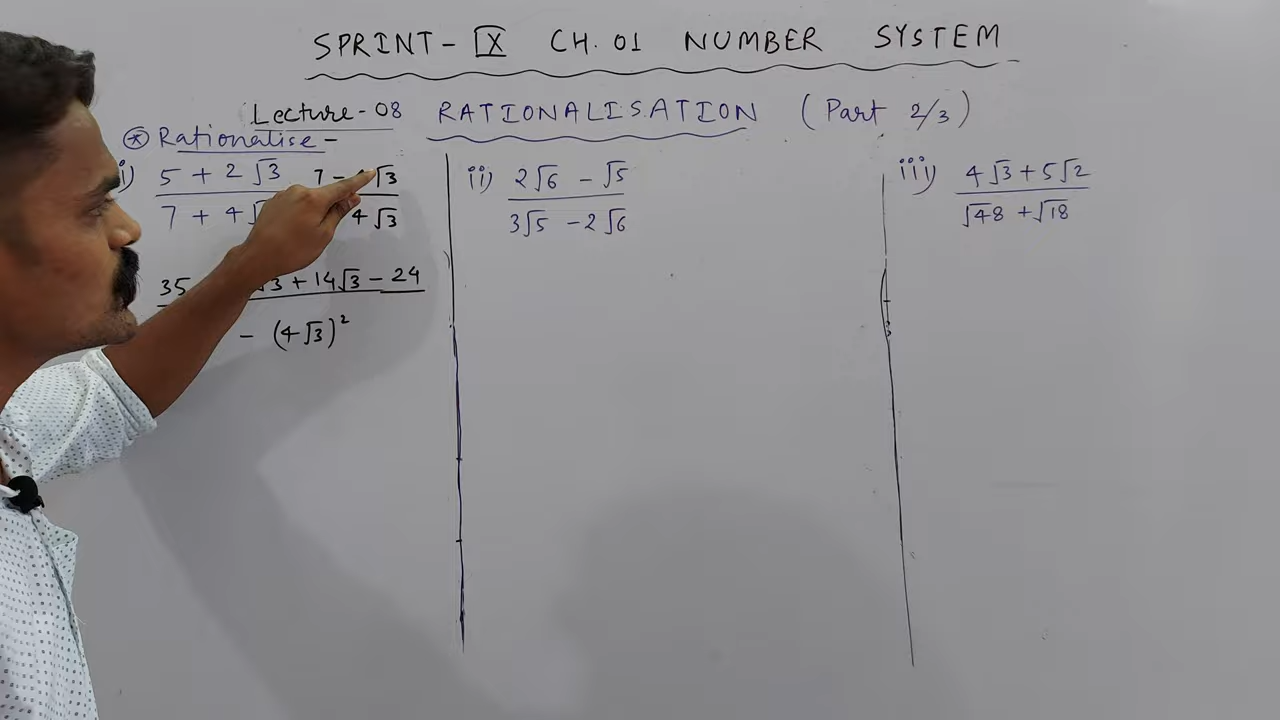 SPRINT - IX CH. 01 NUMBER SYSTEM
Lecture - 08 RATIONALISATION (Part 2/3)
⊛ Rationalise -
i) 5 + 2√3 7 - √3
7 + 4√ 4√3
35 √3 + 14√3 - 24
- (4√3)²
ii) 2√6 - √5
3√5 - 2√6
iii) 4√3 + 5√2
√48 + √18